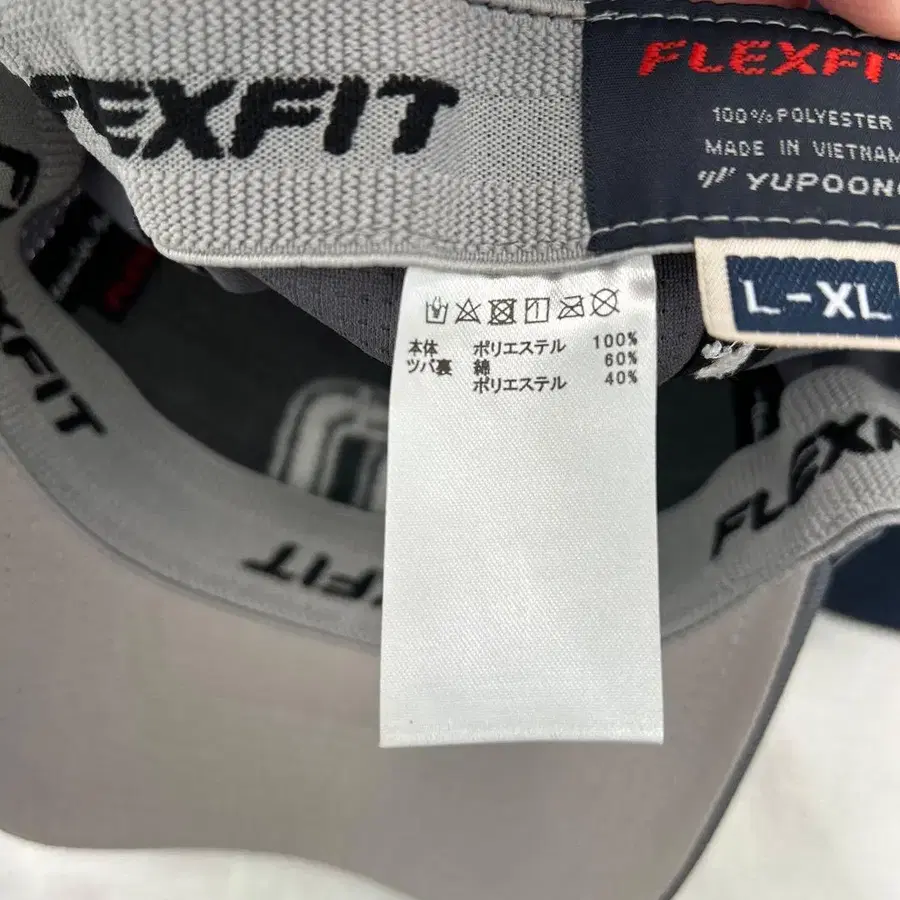 FLEXFIT
FLEXFIT
100% POLYESTER
MADE IN VIETNAM
YUPOONG
L-XL
本体 ポリエステル 100%
ツバ裏 綿 60%
ポリエステル 40%
FLEXFIT
FLEXFIT
FLEXFIT